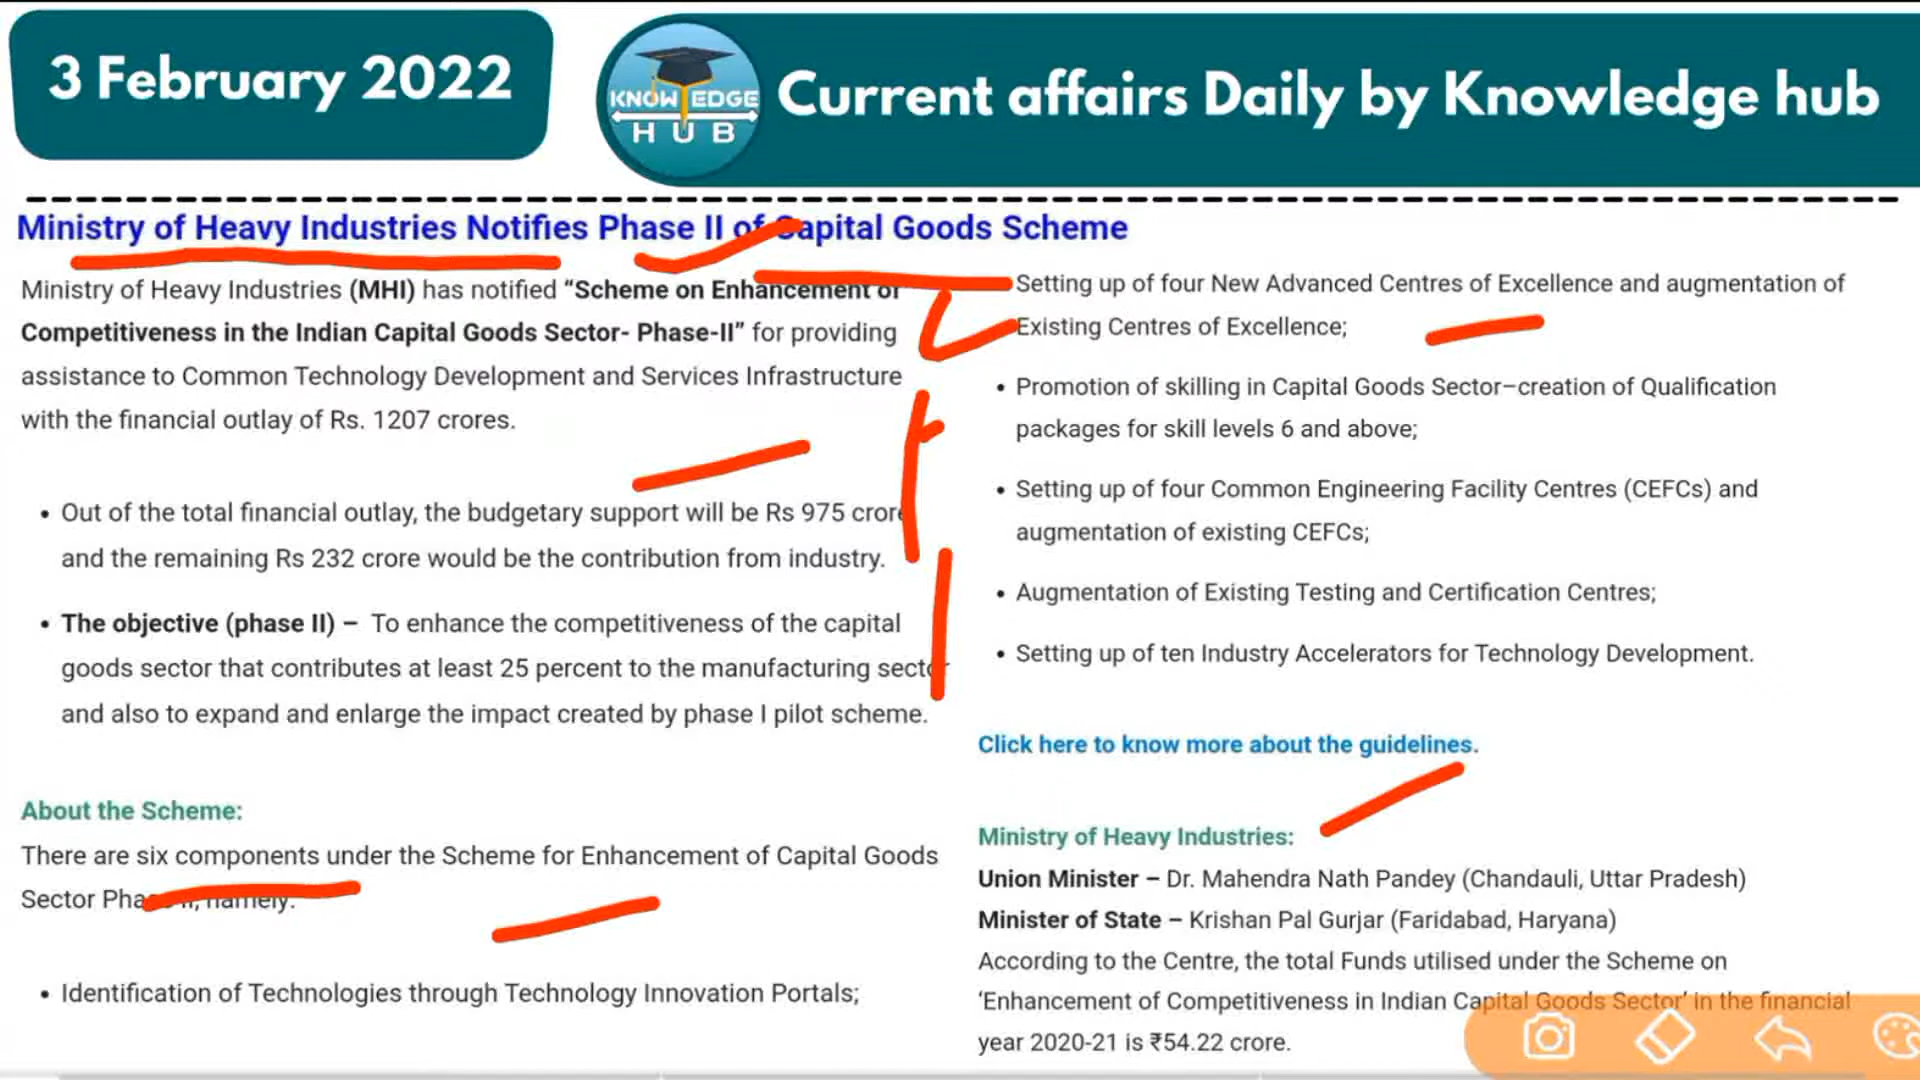 3 February 2022
KNOWLEDGE
HUB
Current affairs Daily by Knowledge hub
Ministry of Heavy Industries Notifies Phase II of Capital Goods Scheme
Ministry of Heavy Industries (MHI) has notified “Scheme on Enhancement of
Competitiveness in the Indian Capital Goods Sector- Phase-II” for providing
assistance to Common Technology Development and Services Infrastructure
with the financial outlay of Rs. 1207 crores.
• Out of the total financial outlay, the budgetary support will be Rs 975 crore
and the remaining Rs 232 crore would be the contribution from industry.
• The objective (phase II) – To enhance the competitiveness of the capital
goods sector that contributes at least 25 percent to the manufacturing sector
and also to expand and enlarge the impact created by phase I pilot scheme.
About the Scheme:
There are six components under the Scheme for Enhancement of Capital Goods
Sector Phase II, namely:
• Identification of Technologies through Technology Innovation Portals;
Setting up of four New Advanced Centres of Excellence and augmentation of
Existing Centres of Excellence;
• Promotion of skilling in Capital Goods Sector–creation of Qualification
packages for skill levels 6 and above;
• Setting up of four Common Engineering Facility Centres (CEFCs) and
augmentation of existing CEFCs;
• Augmentation of Existing Testing and Certification Centres;
• Setting up of ten Industry Accelerators for Technology Development.
Click here to know more about the guidelines.
Ministry of Heavy Industries:
Union Minister – Dr. Mahendra Nath Pandey (Chandauli, Uttar Pradesh)
Minister of State – Krishan Pal Gurjar (Faridabad, Haryana)
According to the Centre, the total Funds utilised under the Scheme on
‘Enhancement of Competitiveness in Indian Capital Goods Sector’ in the financial
year 2020-21 is ₹54.22 crore.